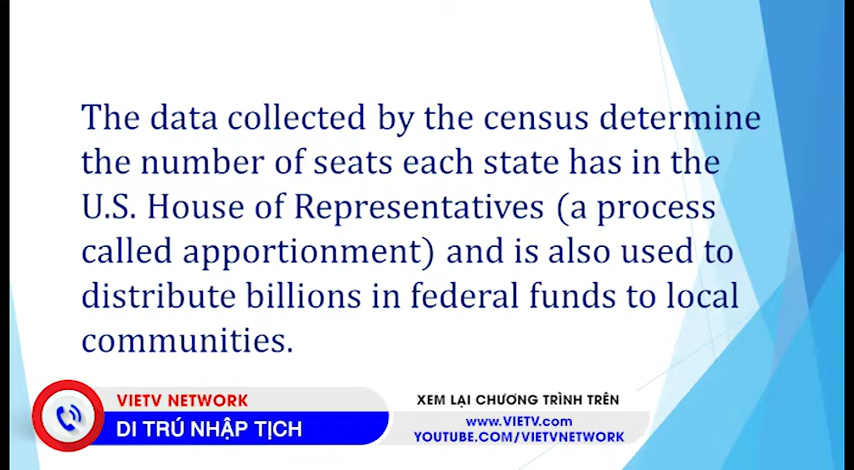 The data collected by the census determine
the number of seats each state has in the
U.S. House of Representatives (a process
called apportionment) and is also used to
distribute billions in federal funds to local
communities.
VIETV NETWORK
DI TRÚ NHẬP TỊCH
XEM LẠI CHƯƠNG TRÌNH TRÊN
www.VIETV.com
YOUTUBE.COM/VIETVNETWORK